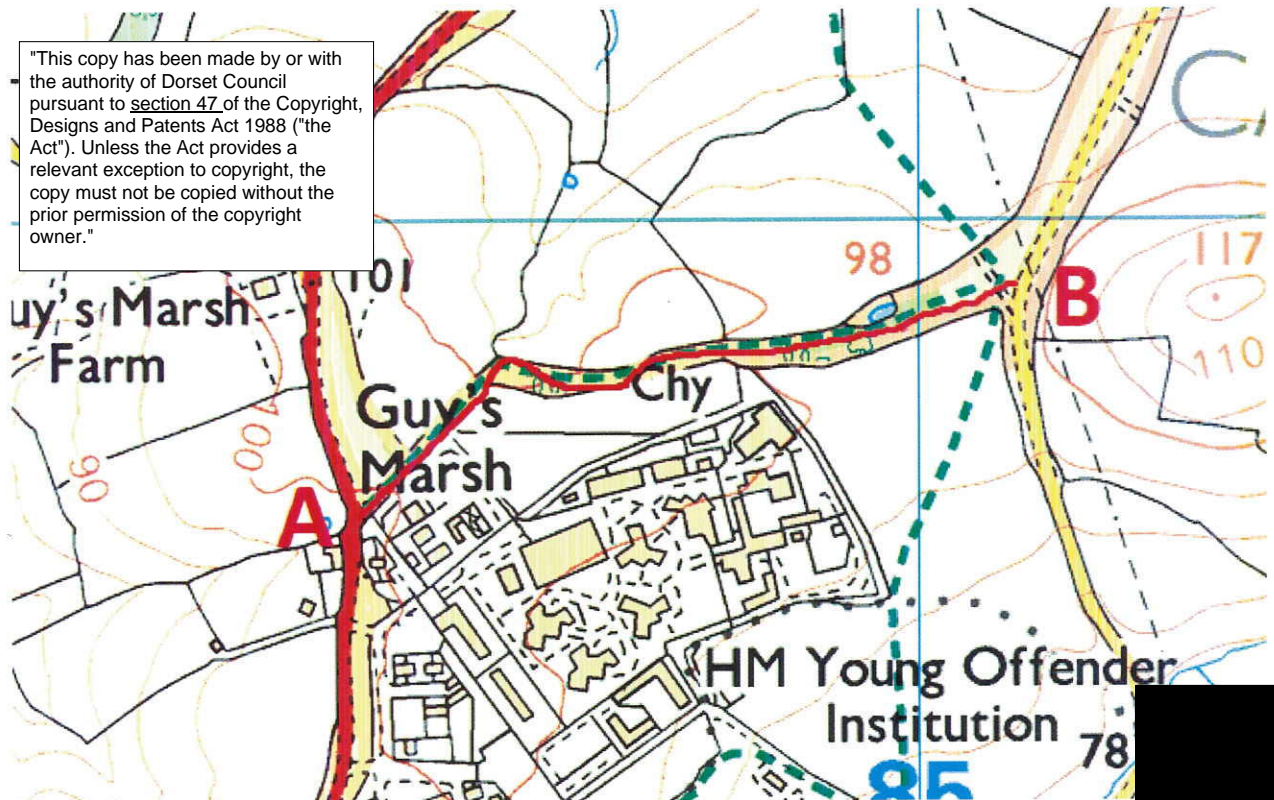 "This copy has been made by or with
the authority of Dorset Council
pursuant to section 47 of the Copyright,
Designs and Patents Act 1988 ("the
Act"). Unless the Act provides a
relevant exception to copyright, the
copy must not be copied without the
prior permission of the copyright
owner."
CA
101
98
117
B
110
uy's Marsh
Farm
Chy
Guy's
Marsh
100
90
A
HM Young Offender
Institution
78
85